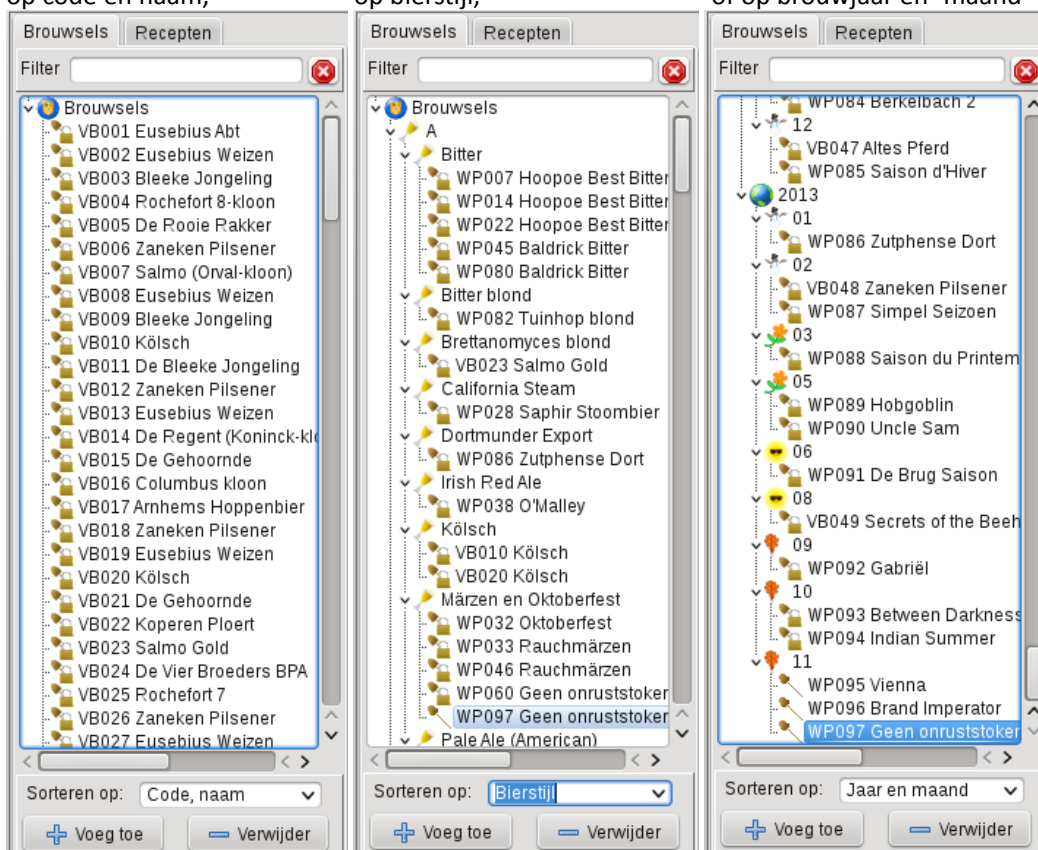 op code en naam,
Brouwsels Recepten
Filter
Brouwsels
VB001 Eusebius Abt
VB002 Eusebius Weizen
VB003 Bleeke Jongeling
VB004 Rochefort 8-kloon
VB005 De Rooie Rakker
VB006 Zaneken Pilsener
VB007 Salmo (Orval-kloon)
VB008 Eusebius Weizen
VB009 Bleeke Jongeling
VB010 Kölsch
VB011 De Bleeke Jongeling
VB012 Zaneken Pilsener
VB013 Eusebius Weizen
VB014 De Regent (Koninck-klo
VB015 De Gehoornde
VB016 Columbus kloon
VB017 Arnhems Hoppenbier
VB018 Zaneken Pilsener
VB019 Eusebius Weizen
VB020 Kölsch
VB021 De Gehoornde
VB022 Koperen Ploert
VB023 Salmo Gold
VB024 De Vier Broeders BPA
VB025 Rochefort 7
VB026 Zaneken Pilsener
VB027 Eusebius Weizen
Sorteren op: Code, naam
Voeg toe Verwijder
op bierstijl,
Brouwsels Recepten
Filter
Brouwsels
A
Bitter
WP007 Hoopoe Best Bitter
WP014 Hoopoe Best Bitter
WP022 Hoopoe Best Bitter
WP045 Baldrick Bitter
WP080 Baldrick Bitter
Bitter blond
WP082 Tuinhop blond
Brettanomyces blond
VB023 Salmo Gold
California Steam
WP028 Saphir Stoombier
Dortmunder Export
WP086 Zutphense Dort
Irish Red Ale
WP038 O'Malley
Kölsch
VB010 Kölsch
VB020 Kölsch
Märzen en Oktoberfest
WP032 Oktoberfest
WP033 Rauchmärzen
WP046 Rauchmärzen
WP060 Geen onruststoker
WP097 Geen onruststoker
Pale Ale (American)
Sorteren op: Bierstijl
Voeg toe Verwijder
of op brouwjaar en -maand
Brouwsels Recepten
Filter
WP084 Berkelbach 2
12
VB047 Altes Pferd
WP085 Saison d'Hiver
2013
01
WP086 Zutphense Dort
02
VB048 Zaneken Pilsener
WP087 Simpel Seizoen
03
WP088 Saison du Printem
05
WP089 Hobgoblin
WP090 Uncle Sam
06
WP091 De Brug Saison
08
VB049 Secrets of the Beeh
09
WP092 Gabriël
10
WP093 Between Darkness
WP094 Indian Summer
11
WP095 Vienna
WP096 Brand Imperator
WP097 Geen onruststoker
Sorteren op: Jaar en maand
Voeg toe Verwijder